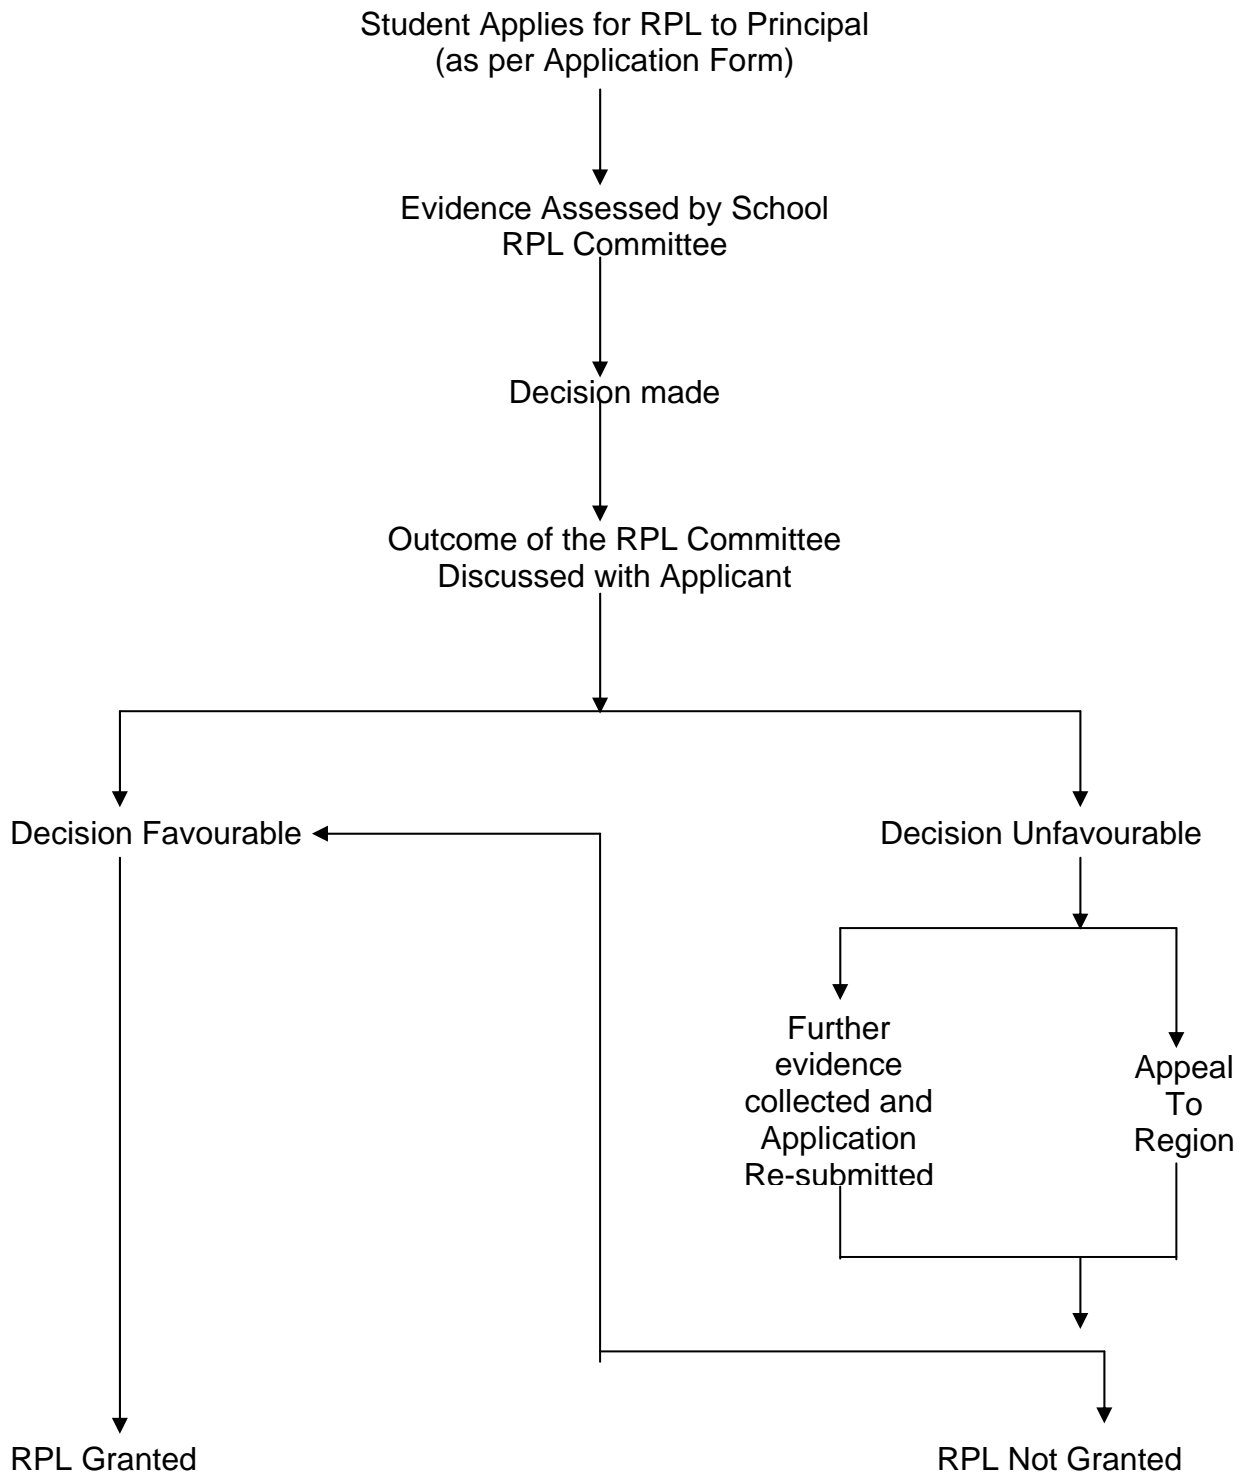 Student Applies for RPL to Principal
(as per Application Form)
Evidence Assessed by School
RPL Committee
Decision made
Outcome of the RPL Committee
Discussed with Applicant
Decision Favourable
Decision Unfavourable
Further
evidence
collected and
Application
Re-submitted
Appeal
To
Region
RPL Granted
RPL Not Granted